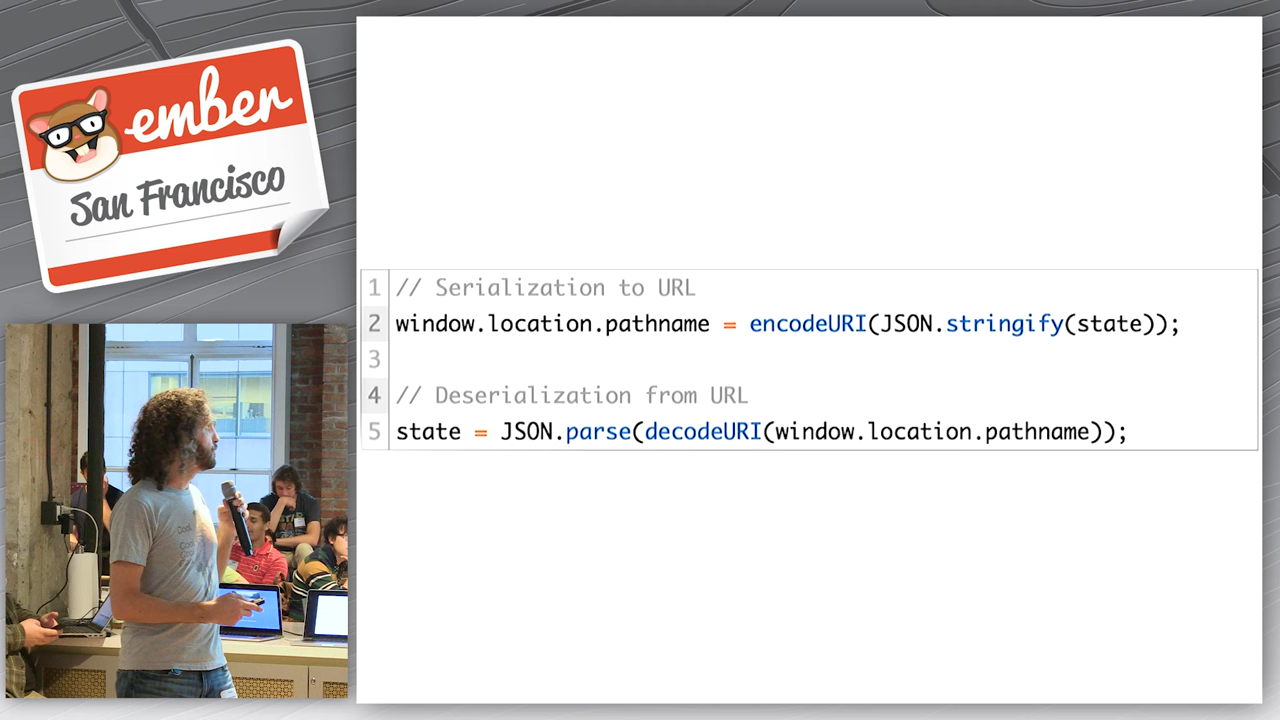 ember
San Francisco
1 // Serialization to URL
2 window.location.pathname = encodeURI(JSON.stringify(state));
3
4 // Deserialization from URL
5 state = JSON.parse(decodeURI(window.location.pathname));